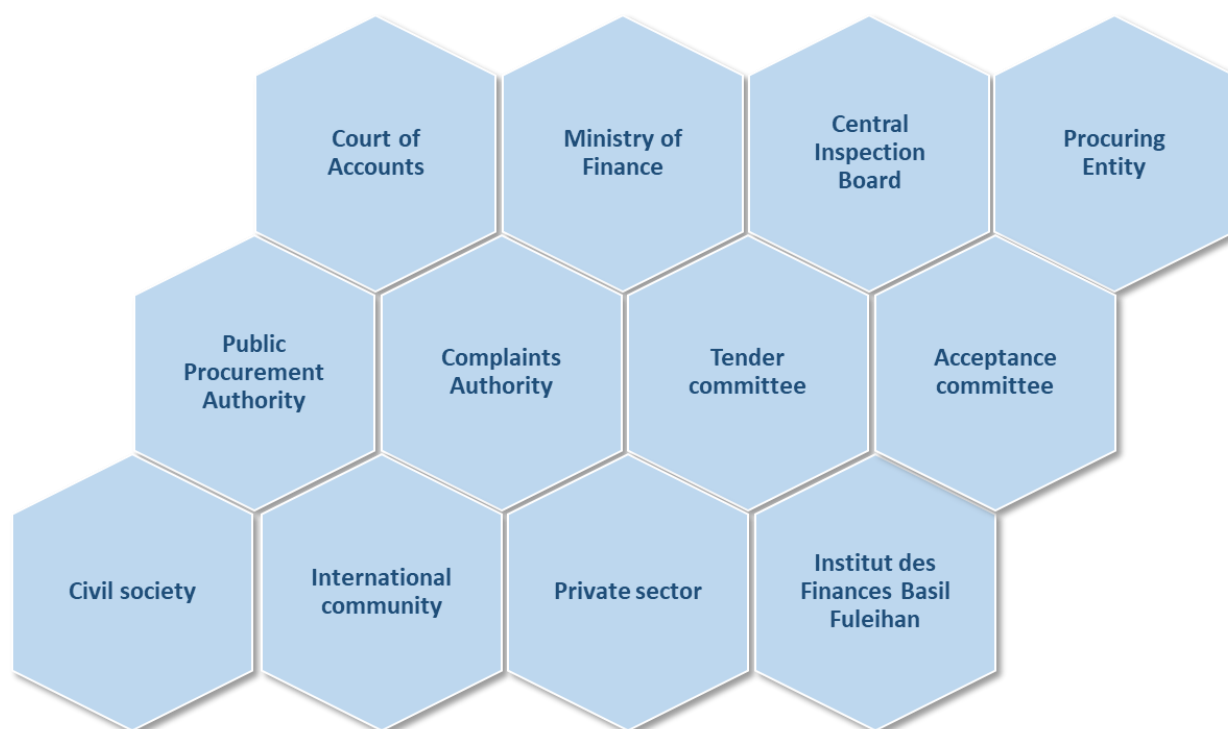 Court of
Accounts
Ministry of
Finance
Central
Inspection
Board
Procuring
Entity
Public
Procurement
Authority
Complaints
Authority
Tender
committee
Acceptance
committee
Civil society
International
community
Private sector
Institut des
Finances Basil
Fuleihan